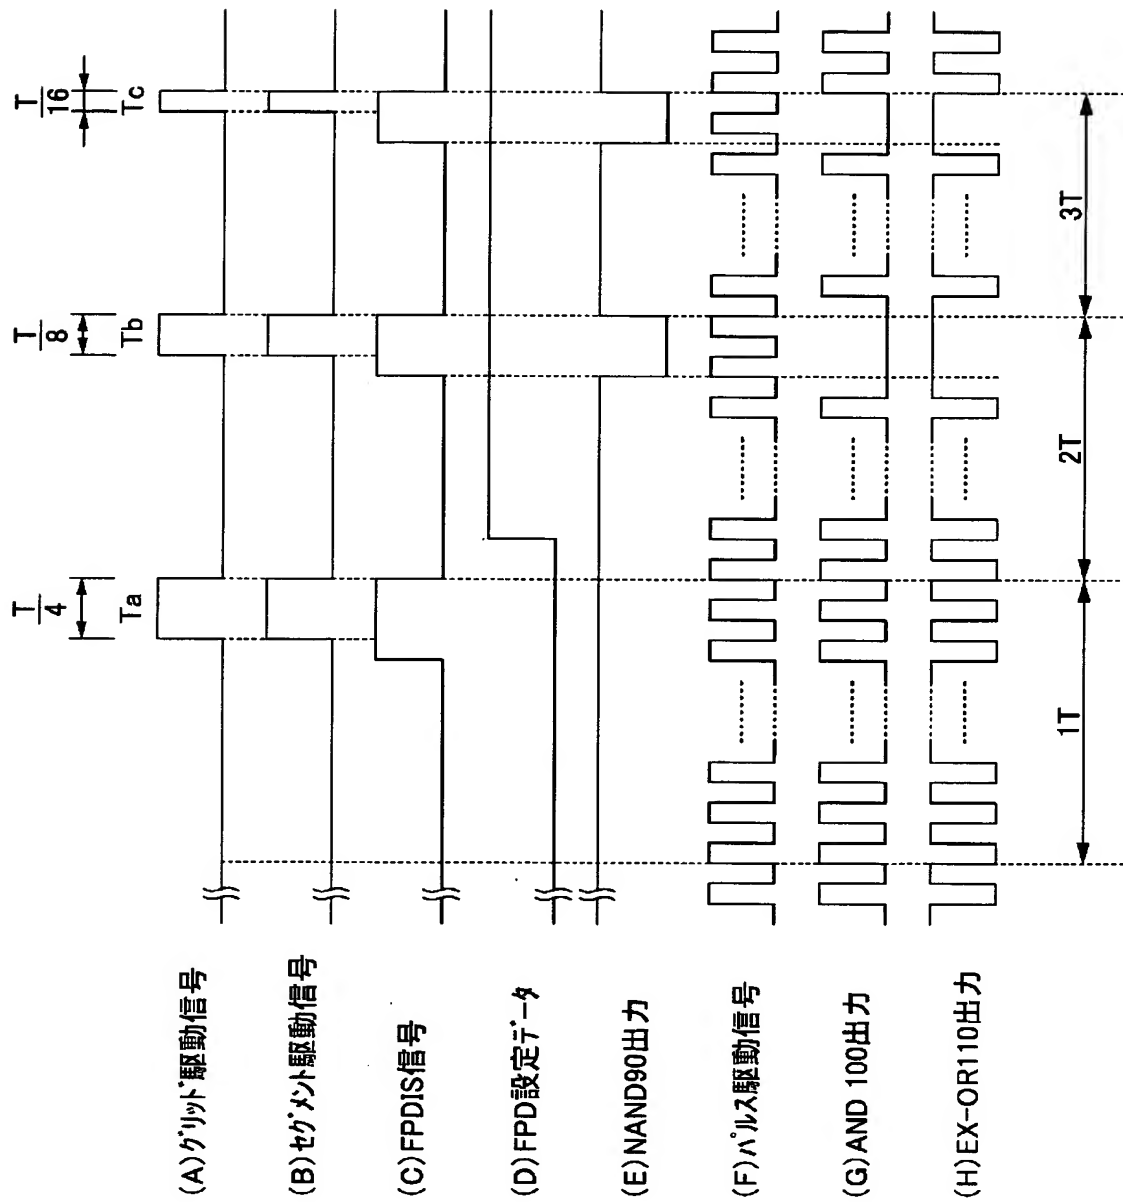 T/4
T/8
T/16
Ta
Tb
Tc
(A)グリッド駆動信号
(B)セグメント駆動信号
(C)FPDIS信号
(D)FPD設定データ
(E)NAND90出力
(F)パルス駆動信号
(G)AND 100出力
(H)EX-OR110出力
1T
2T
3T